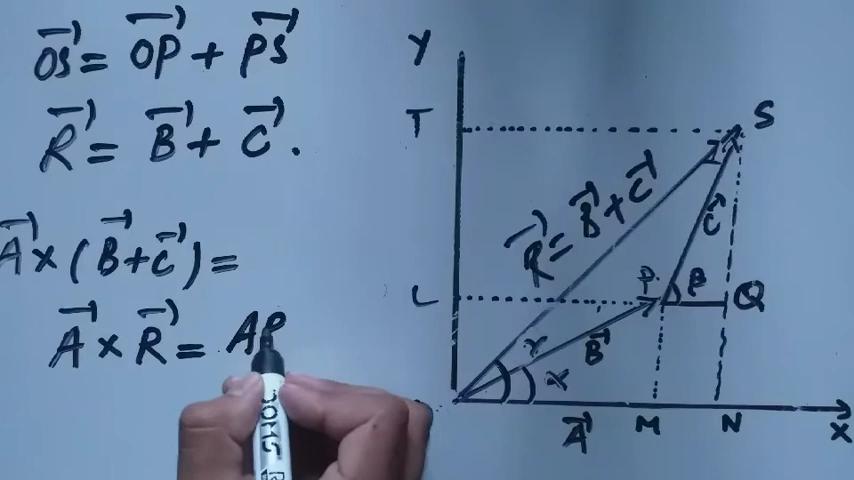 OS⃗ = OP⃗ + PS⃗
R⃗ = B⃗ + C⃗ .
A⃗ × (B⃗ + C⃗) =
A⃗ × R⃗ = AR
Y
T
S
R⃗ = B⃗ + C⃗
C⃗
L
P
β
Q
γ
B⃗
α
A⃗
M
N
X